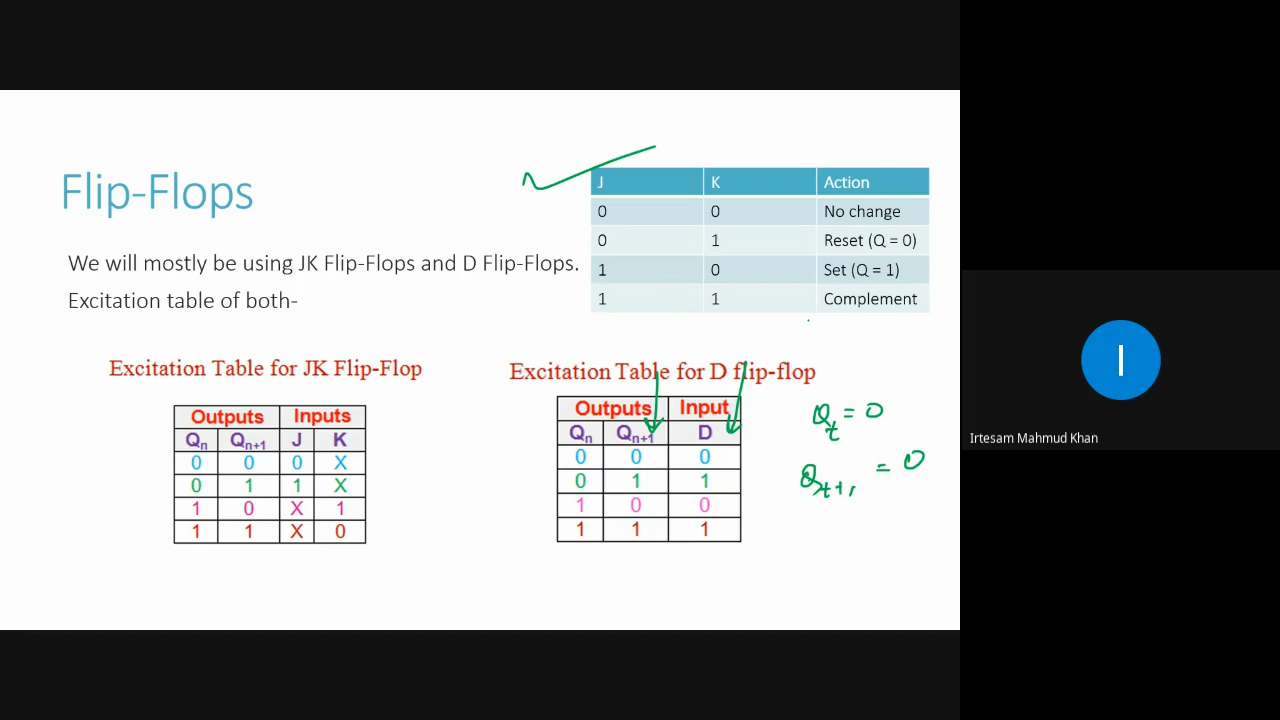 Flip-Flops
We will mostly be using JK Flip-Flops and D Flip-Flops.
Excitation table of both-
J K Action
0 0 No change
0 1 Reset (Q = 0)
1 0 Set (Q = 1)
1 1 Complement
Excitation Table for JK Flip-Flop
Outputs Inputs
Qn Qn+1 J K
0 0 0 X
0 1 1 X
1 0 X 1
1 1 X 0
Excitation Table for D flip-flop
Outputs Input
Qn Qn+1 D
0 0 0
0 1 1
1 0 0
1 1 1
Qt = 0
Qt+1 = 0
I
Irtesam Mahmud Khan